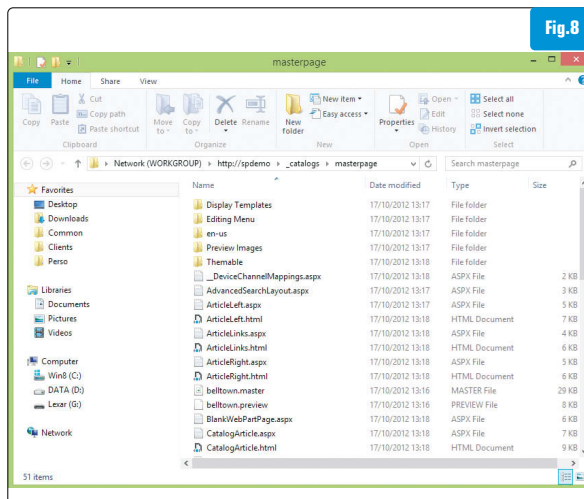 Fig.8
masterpage
File Home Share View
Copy
Paste
Cut
Copy path
Paste shortcut
Clipboard
Move to
Copy to
Delete
Rename
Organize
New folder
New item
Easy access
New
Properties
Open
Edit
History
Open
Select all
Select none
Invert selection
Select
Network (WORKGROUP) http://spdemo _catalogs masterpage
Search masterpage
Favorites
Desktop
Downloads
Common
Clients
Perso
Libraries
Documents
Pictures
Videos
Computer
Win8 (C:)
DATA (D:)
Lexar (G:)
Network
Name Date modified Type Size
Display Templates 17/10/2012 13:17 File folder
Editing Menu 17/10/2012 13:17 File folder
en-us 17/10/2012 13:17 File folder
Preview Images 17/10/2012 13:17 File folder
Themable 17/10/2012 13:18 File folder
__DeviceChannelMappings.aspx 17/10/2012 13:18 ASPX File 2 KB
AdvancedSearchLayout.aspx 17/10/2012 13:17 ASPX File 3 KB
ArticleLeft.aspx 17/10/2012 13:17 ASPX File 5 KB
ArticleLeft.html 17/10/2012 13:18 HTML Document 7 KB
ArticleLinks.aspx 17/10/2012 13:18 ASPX File 4 KB
ArticleLinks.html 17/10/2012 13:18 HTML Document 6 KB
ArticleRight.aspx 17/10/2012 13:18 ASPX File 5 KB
ArticleRight.html 17/10/2012 13:18 HTML Document 6 KB
belltown.master 17/10/2012 13:16 MASTER File 29 KB
belltown.preview 17/10/2012 13:16 PREVIEW File 8 KB
BlankWebPartPage.aspx 17/10/2012 13:18 ASPX File 6 KB
CatalogArticle.aspx 17/10/2012 13:18 ASPX File 7 KB
CatalogArticle.html 17/10/2012 13:18 HTML Document 9 KB
51 items